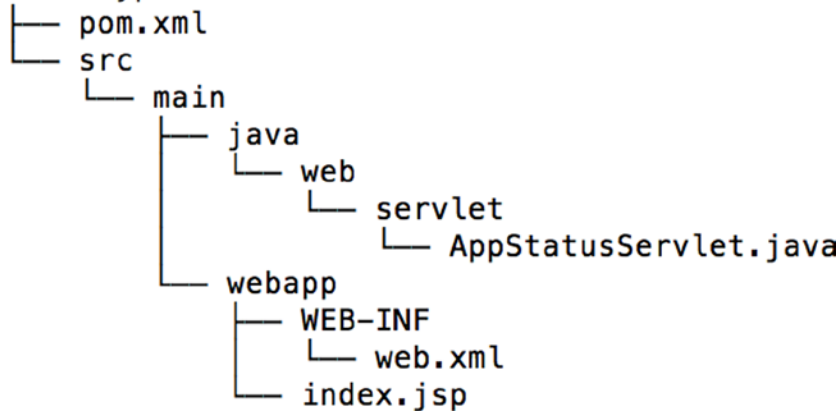 ├── pom.xml
└── src
    └── main
        ├── java
        │   └── web
        │       └── servlet
        │           └── AppStatusServlet.java
        └── webapp
            ├── WEB-INF
            │   └── web.xml
            └── index.jsp